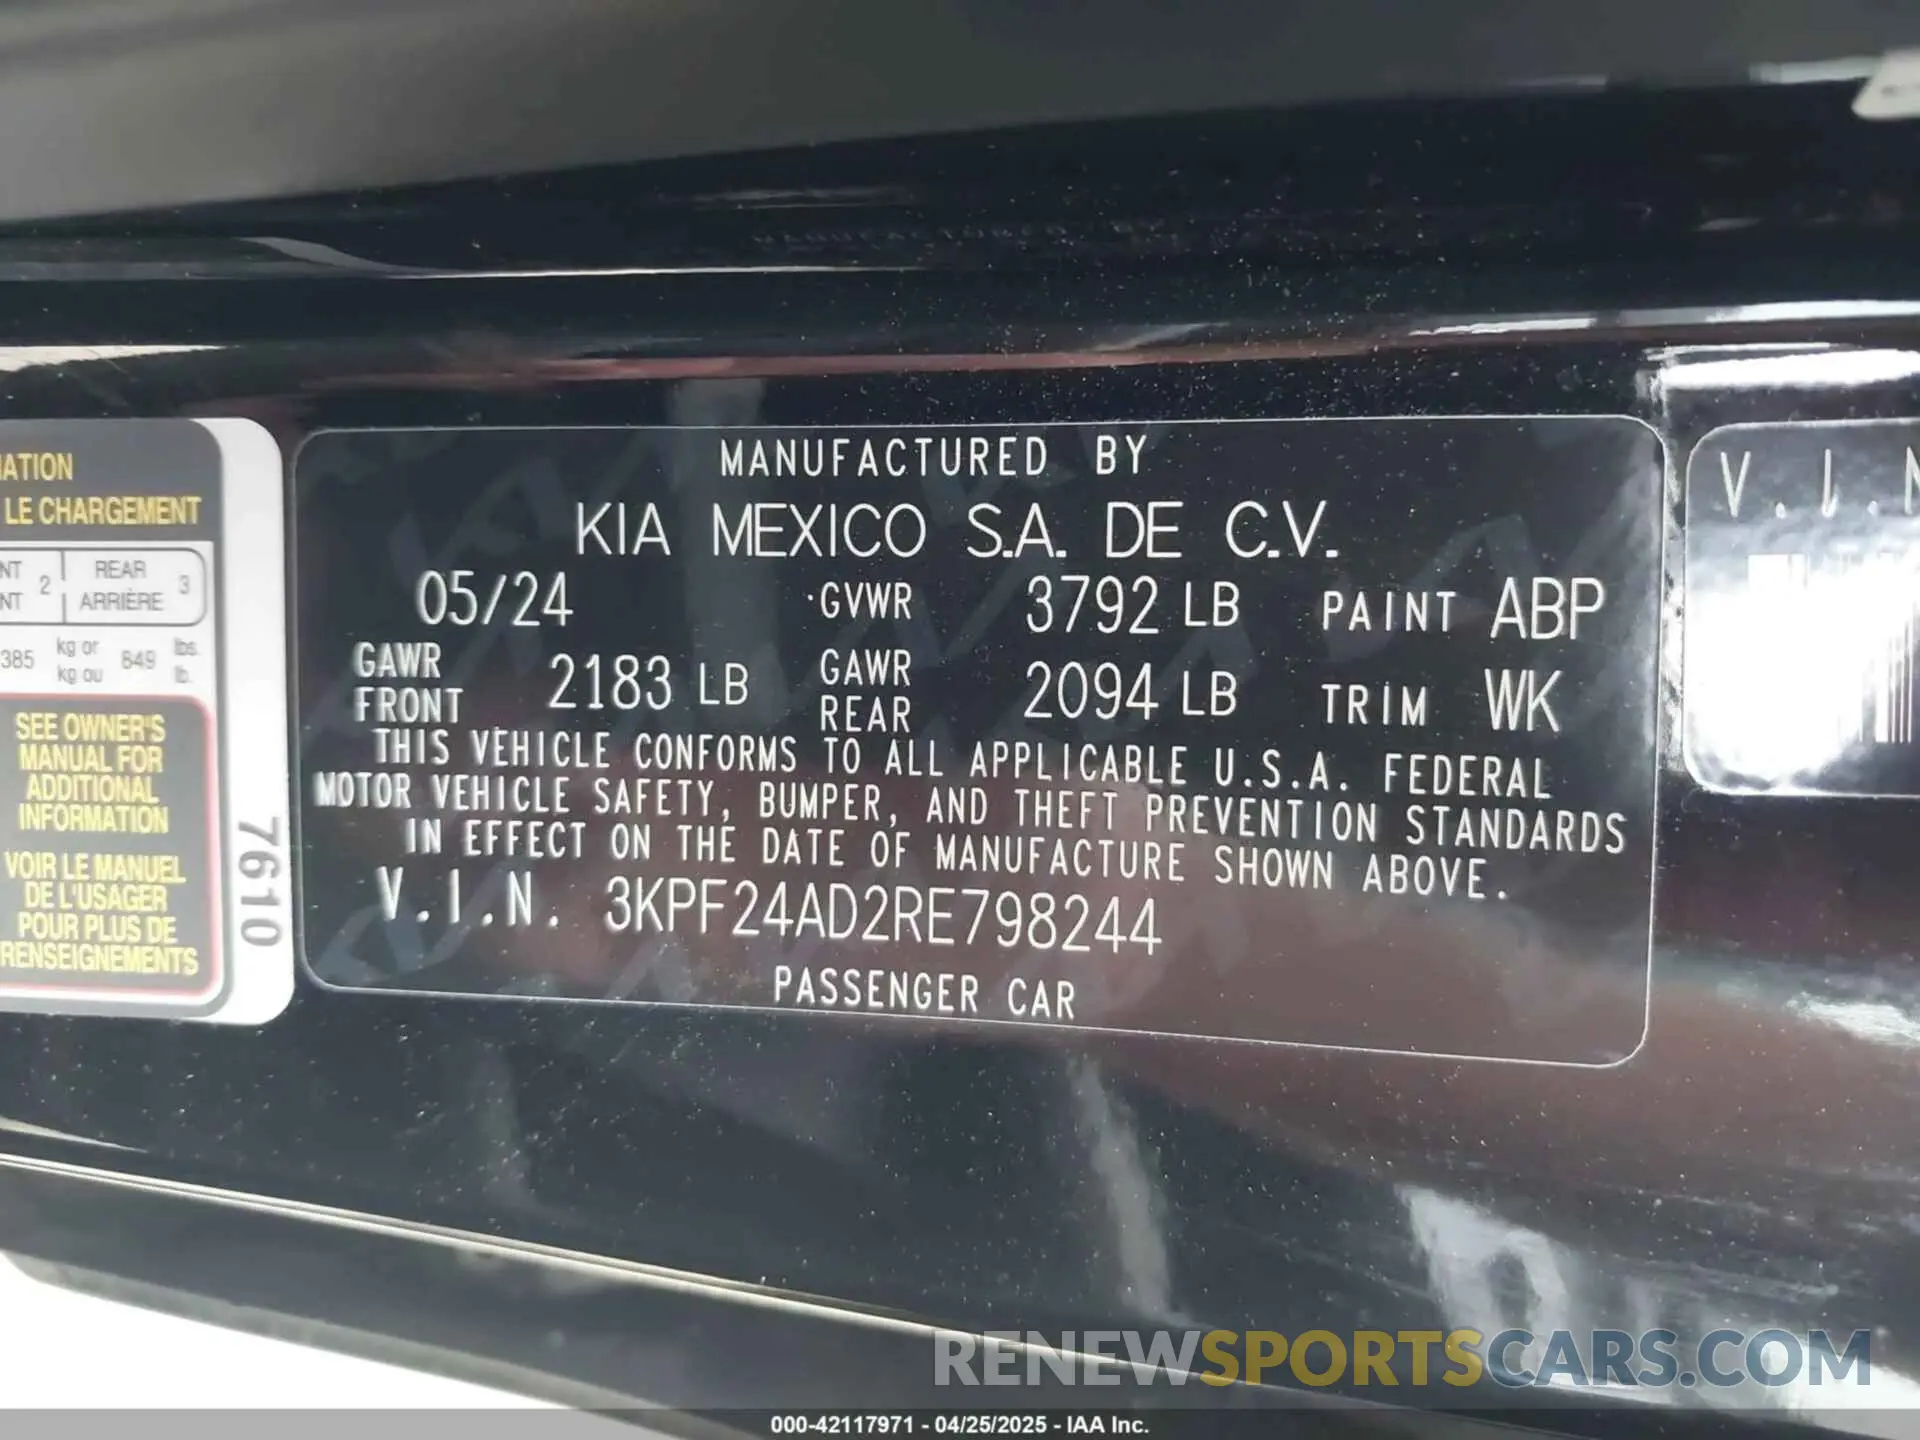 IATION
LE CHARGEMENT
NT 2 REAR 3
NT ARRIÈRE
385 kg or 849 lbs.
kg ou lb.
SEE OWNER'S
MANUAL FOR
ADDITIONAL
INFORMATION
VOIR LE MANUEL
DE L'USAGER
POUR PLUS DE
RENSEIGNEMENTS
7610
MANUFACTURED BY
KIA MEXICO S.A. DE C.V.
05/24 GVWR 3792 LB PAINT ABP
GAWR FRONT 2183 LB GAWR REAR 2094 LB TRIM WK
THIS VEHICLE CONFORMS TO ALL APPLICABLE U.S.A. FEDERAL
MOTOR VEHICLE SAFETY, BUMPER, AND THEFT PREVENTION STANDARDS
IN EFFECT ON THE DATE OF MANUFACTURE SHOWN ABOVE.
V.I.N. 3KPF24AD2RE798244
PASSENGER CAR
V.I.N
RENEWSPORTSCARS.COM
000-42117971 - 04/25/2025 - IAA Inc.